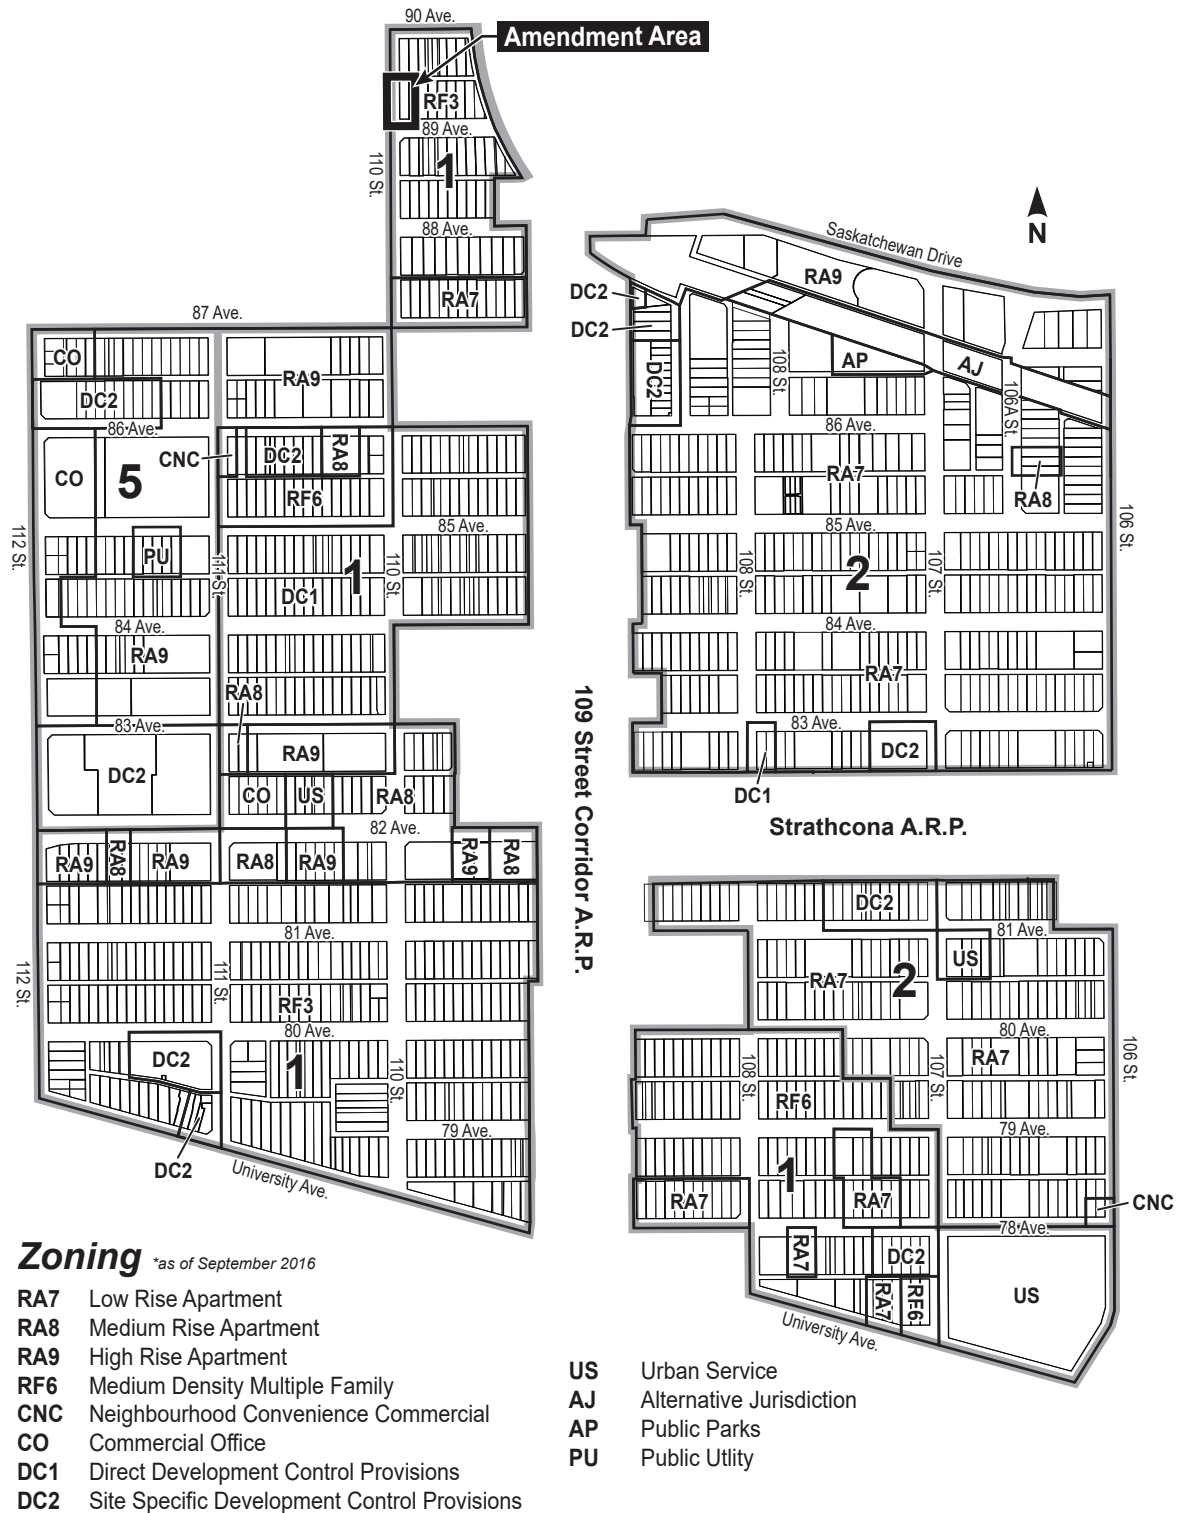 90 Ave.
Amendment Area
RF3
89 Ave.
1
110 St.
88 Ave.
RA7
87 Ave.
N
Saskatchewan Drive
RA9
DC2
DC2
DC2
AP
AJ
108 St.
106A St.
CO
RA9
DC2
86 Ave.
86 Ave.
CNC
DC2
RA8
CO
5
RF6
RA7
RA8
112 St.
85 Ave.
85 Ave.
106 St.
PU
111 St.
1
110 St.
108 St.
2
107 St.
DC1
84 Ave.
84 Ave.
RA9
RA7
RA8
109 Street Corridor A.R.P.
83 Ave.
83 Ave.
RA9
DC2
DC2
CO
US
RA8
DC1
82 Ave.
Strathcona A.R.P.
RA9
RA8
RA9
RA8
RA9
RA9
RA8
DC2
81 Ave.
81 Ave.
112 St.
111 St.
RA7
2
US
RF3
80 Ave.
80 Ave.
DC2
1
110 St.
108 St.
107 St.
RA7
106 St.
RF6
79 Ave.
79 Ave.
DC2
University Ave.
1
RA7
RA7
CNC
78 Ave.
RA7
DC2
RA7
RF6
US
University Ave.
Zoning *as of September 2016
RA7 Low Rise Apartment
RA8 Medium Rise Apartment
RA9 High Rise Apartment
RF6 Medium Density Multiple Family
CNC Neighbourhood Convenience Commercial
CO Commercial Office
DC1 Direct Development Control Provisions
DC2 Site Specific Development Control Provisions
US Urban Service
AJ Alternative Jurisdiction
AP Public Parks
PU Public Utlity